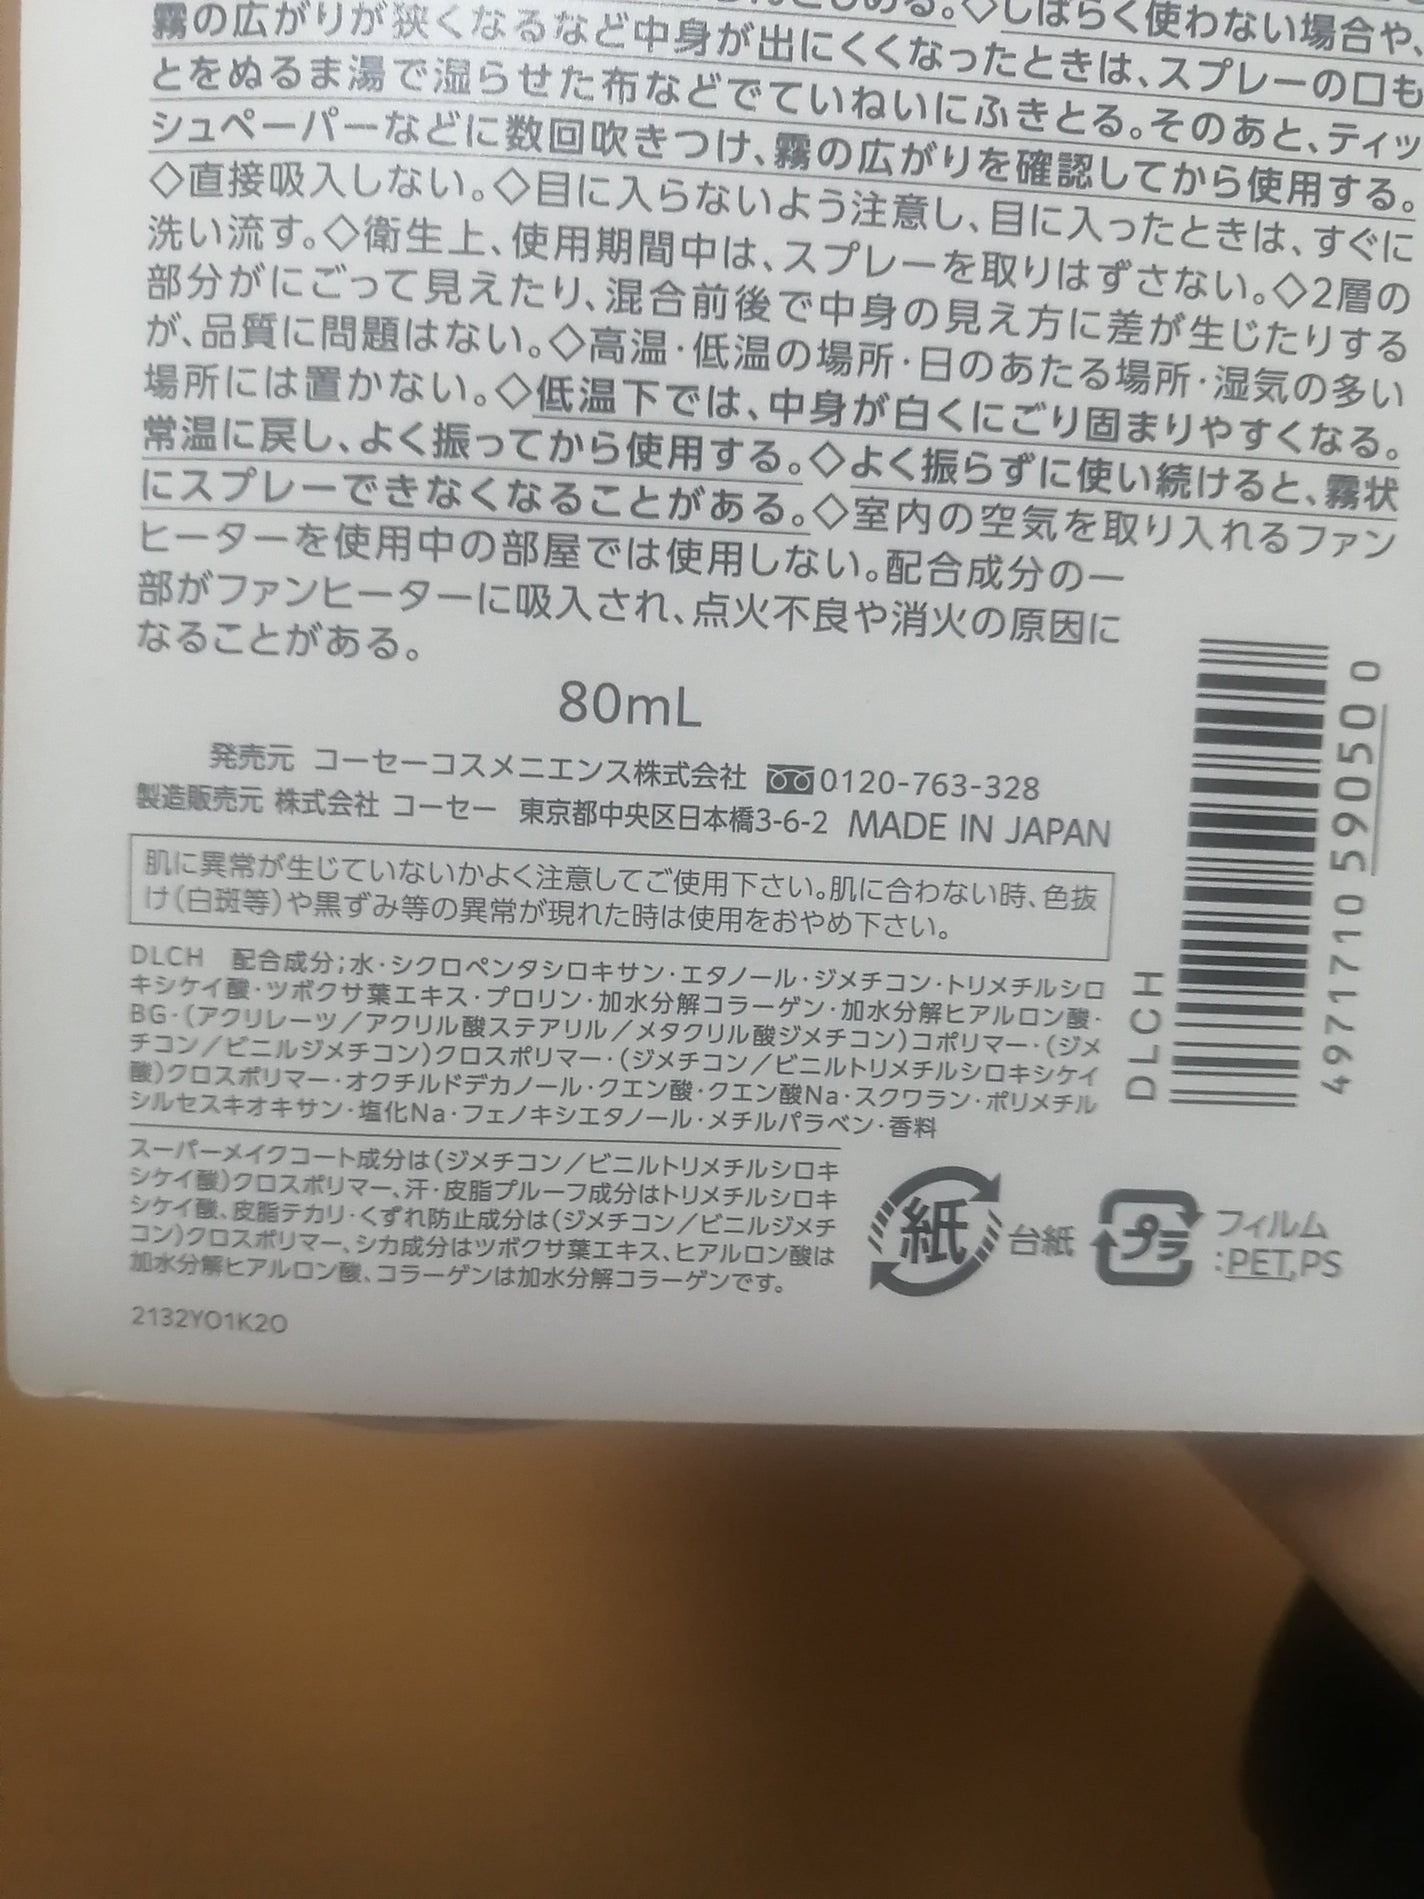 しばらく使わない場合や、
霧の広がりが狭くなるなど中身が出にくくなったときは、スプレーの口も
とをぬるま湯で湿らせた布などでていねいにふきとる。そのあと、ティッ
シュペーパーなどに数回吹きつけ、霧の広がりを確認してから使用する。
◇直接吸入しない。◇目に入らないよう注意し、目に入ったときは、すぐに
洗い流す。◇衛生上、使用期間中は、スプレーを取りはずさない。◇2層の
部分がにごって見えたり、混合前後で中身の見え方に差が生じたりする
が、品質に問題はない。◇高温・低温の場所・日のあたる場所・湿気の多い
場所には置かない。◇低温下では、中身が白くにごり固まりやすくなる。
常温に戻し、よく振ってから使用する。◇よく振らずに使い続けると、霧状
にスプレーできなくなることがある。◇室内の空気を取り入れるファン
ヒーターを使用中の部屋では使用しない。配合成分の一
部がファンヒーターに吸入され、点火不良や消火の原因に
なることがある。
80mL
発売元 コーセーコスメニエンス株式会社 0120-763-328
製造販売元 株式会社 コーセー 東京都中央区日本橋3-6-2 MADE IN JAPAN
肌に異常が生じていないかよく注意してご使用下さい。肌に合わない時、色抜
け(白斑等)や黒ずみ等の異常が現れた時は使用をおやめ下さい。
DLCH 配合成分;水・シクロペンタシロキサン・エタノール・ジメチコン・トリメチルシロ
キシケイ酸・ツボクサ葉エキス・プロリン・加水分解コラーゲン・加水分解ヒアルロン酸・
BG・(アクリレーツ/アクリル酸ステアリル/メタクリル酸ジメチコン)コポリマー・(ジメ
チコン/ビニルジメチコン)クロスポリマー・(ジメチコン/ビニルトリメチルシロキシケイ
酸)クロスポリマー・オクチルドデカノール・クエン酸・クエン酸Na・スクワラン・ポリメチル
シルセスキオキサン・塩化Na・フェノキシエタノール・メチルパラベン・香料
スーパーメイクコート成分は(ジメチコン/ビニルトリメチルシロキ
シケイ酸)クロスポリマー、汗・皮脂プルーフ成分はトリメチルシロキ
シケイ酸、皮脂テカリ・くずれ防止成分は(ジメチコン/ビニルジメチ
コン)クロスポリマー、シカ成分はツボクサ葉エキス、ヒアルロン酸は
加水分解ヒアルロン酸、コラーゲンは加水分解コラーゲンです。
2132YO1K2O
DLCH
4971710 590500
紙 台紙
プラ フィルム
:PET,PS